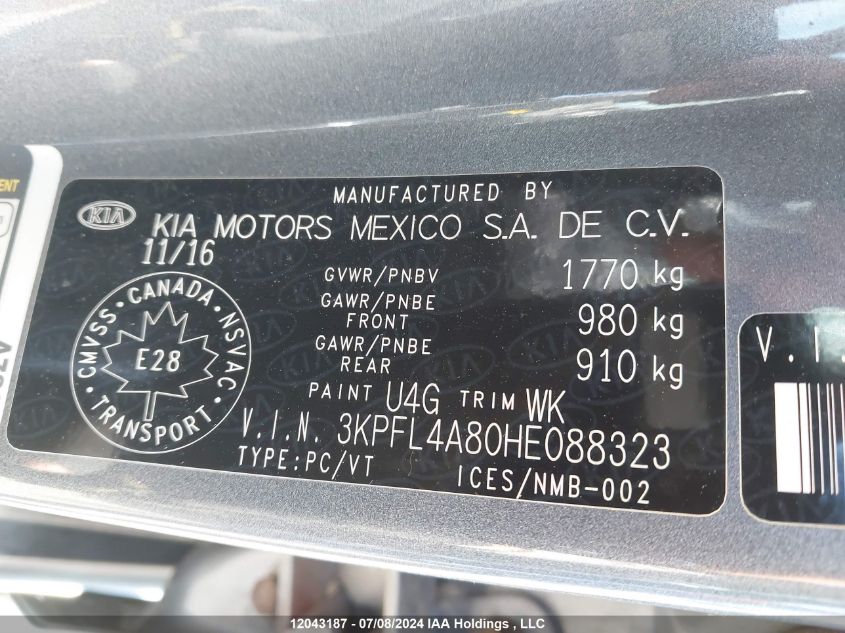 MANUFACTURED BY
KIA KIA MOTORS MEXICO S.A. DE C.V.
11/16
GVWR/PNBV 1770 kg
GAWR/PNBE FRONT 980 kg
GAWR/PNBE REAR 910 kg
PAINT U4G TRIM WK
V.I.N. 3KPFL4A80HE088323
TYPE:PC/VT ICES/NMB-002
CMVSS · CANADA · NSVAC · TRANSPORT ·
E28
V.I.
12043187 - 07/08/2024 IAA Holdings , LLC